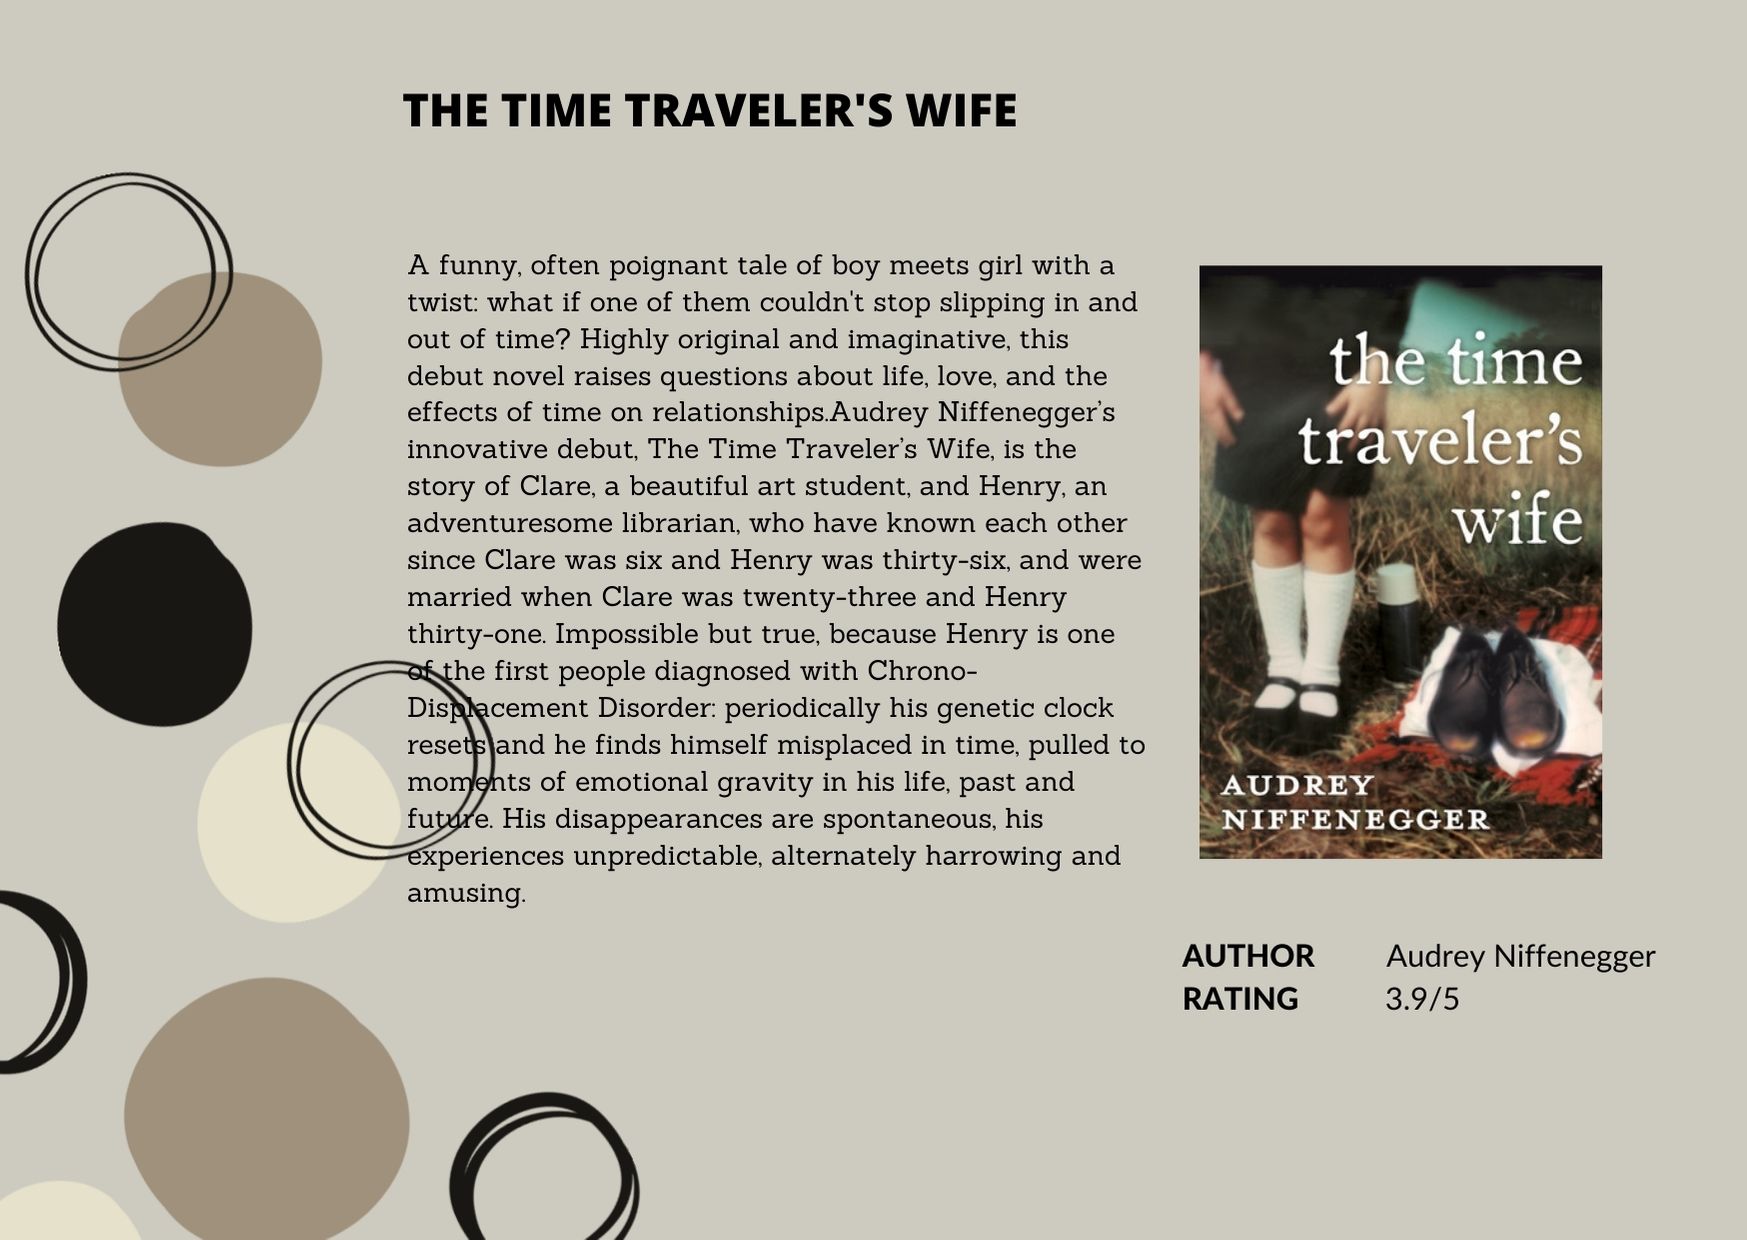 THE TIME TRAVELER'S WIFE
A funny, often poignant tale of boy meets girl with a
twist: what if one of them couldn't stop slipping in and
out of time? Highly original and imaginative, this
debut novel raises questions about life, love, and the
effects of time on relationships.Audrey Niffenegger’s
innovative debut, The Time Traveler’s Wife, is the
story of Clare, a beautiful art student, and Henry, an
adventuresome librarian, who have known each other
since Clare was six and Henry was thirty-six, and were
married when Clare was twenty-three and Henry
thirty-one. Impossible but true, because Henry is one
of the first people diagnosed with Chrono-
Displacement Disorder: periodically his genetic clock
resets and he finds himself misplaced in time, pulled to
moments of emotional gravity in his life, past and
future. His disappearances are spontaneous, his
experiences unpredictable, alternately harrowing and
amusing.
the time
traveler’s
wife
AUDREY
NIFFENEGGER
AUTHOR Audrey Niffenegger
RATING 3.9/5